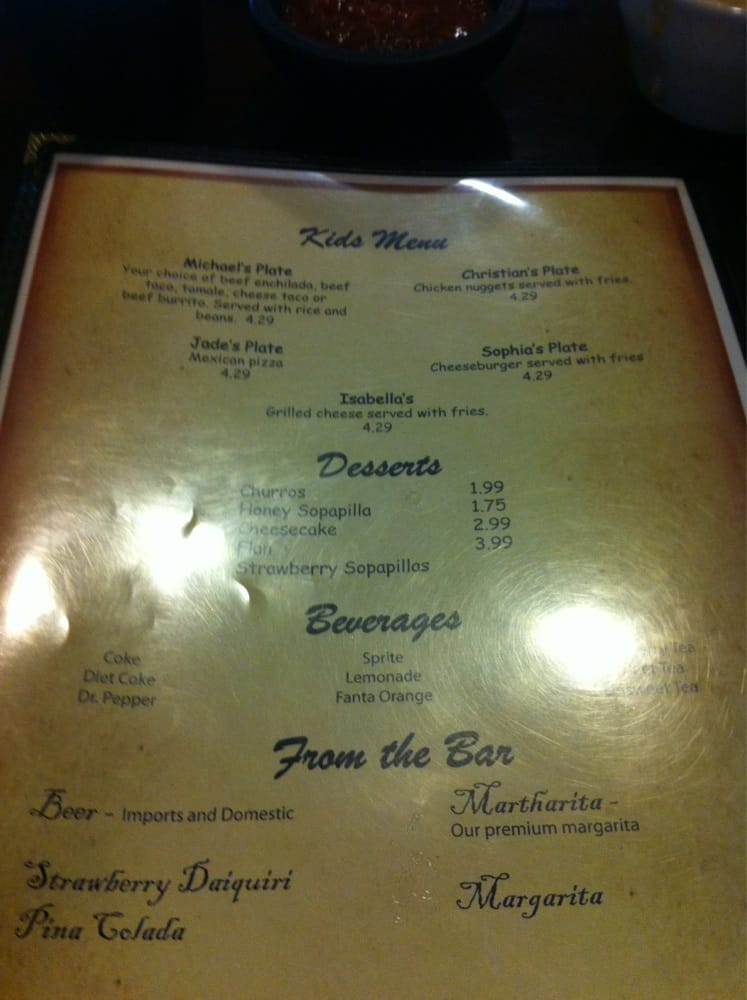 Kids Menu
Michael's Plate
Your choice of beef enchilada, beef
taco, tamale, cheese taco or
beef burrito. Served with rice and
beans. 4.29
Christian's Plate
Chicken nuggets served with fries.
4.29
Jade's Plate
Mexican pizza
4.29
Sophia's Plate
Cheeseburger served with fries
4.29
Isabella's
Grilled cheese served with fries.
4.29
Desserts
Churros 1.99
Honey Sopapilla 1.75
Cheesecake 2.99
Flan 3.99
Strawberry Sopapillas
Beverages
Coke
Diet Coke
Dr. Pepper
Sprite
Lemonade
Fanta Orange
Tea
Tea
Unsweet Tea
From the Bar
Beer - Imports and Domestic
Martharita -
Our premium margarita
Strawberry Daiquiri
Margarita
Pina Colada